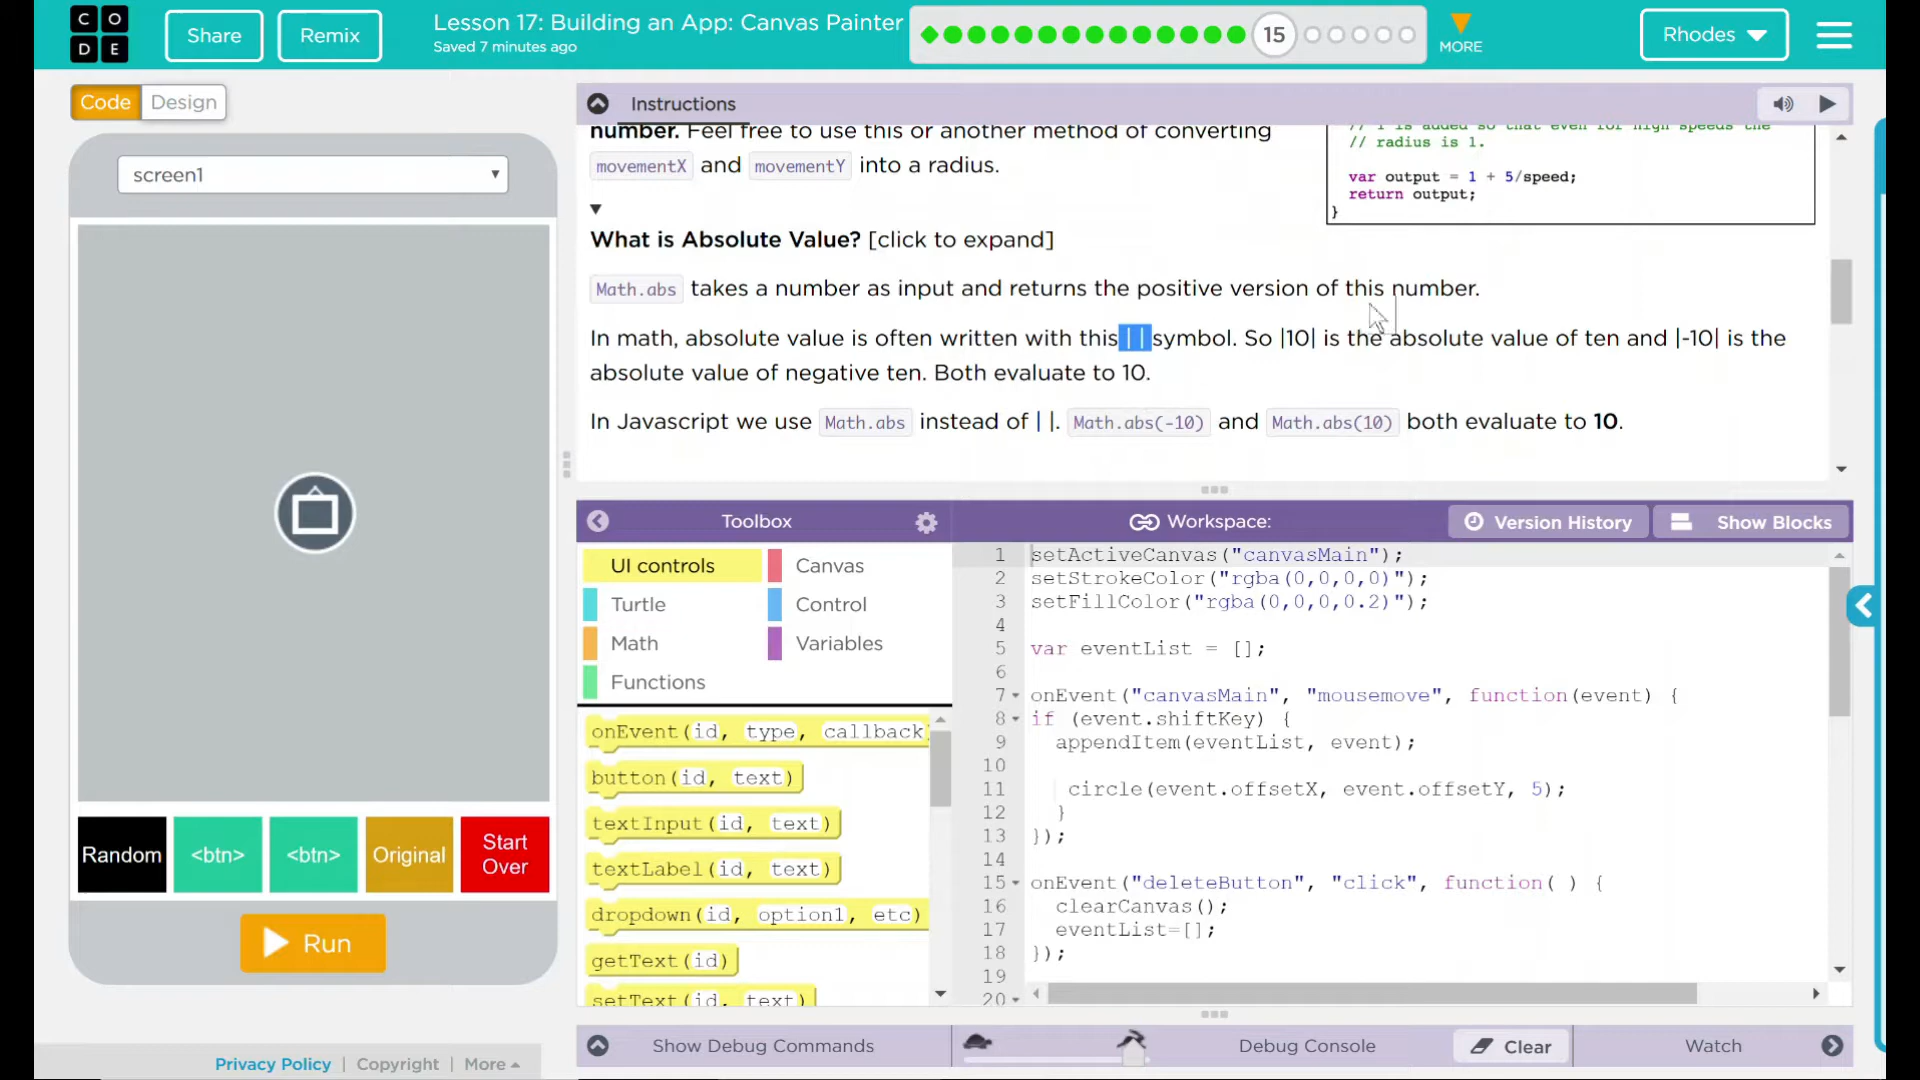 C O
D E
Share
Remix
Lesson 17: Building an App: Canvas Painter
Saved 7 minutes ago
15
MORE
Rhodes
Code
Design
screen1
Random
<btn>
<btn>
Original
Start
Over
Run
Privacy Policy | Copyright | More
Instructions
number. Feel free to use this or another method of converting
movementX and movementY into a radius.
// 1 is added so that even for high speeds the
// radius is 1.
var output = 1 + 5/speed;
return output;
}
What is Absolute Value? [click to expand]
Math.abs takes a number as input and returns the positive version of this number.
In math, absolute value is often written with this | | symbol. So |10| is the absolute value of ten and |-10| is the
absolute value of negative ten. Both evaluate to 10.
In Javascript we use Math.abs instead of | |. Math.abs(-10) and Math.abs(10) both evaluate to 10.
Toolbox
Workspace:
Version History
Show Blocks
UI controls
Canvas
Turtle
Control
Math
Variables
Functions
onEvent(id, type, callback)
button(id, text)
textInput(id, text)
textLabel(id, text)
dropdown(id, option1, etc)
getText(id)
setText(id, text)
1 setActiveCanvas("canvasMain");
2 setStrokeColor("rgba(0,0,0,0)");
3 setFillColor("rgba(0,0,0,0.2)");
4
5 var eventList = [];
6
7 onEvent("canvasMain", "mousemove", function(event) {
8 if (event.shiftKey) {
9 appendItem(eventList, event);
10
11 circle(event.offsetX, event.offsetY, 5);
12 }
13 });
14
15 onEvent("deleteButton", "click", function( ) {
16 clearCanvas();
17 eventList=[];
18 });
19
20
Show Debug Commands
Debug Console
Clear
Watch